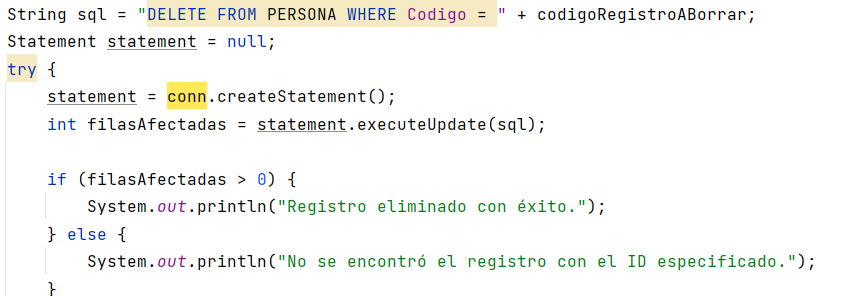 String sql = "DELETE FROM PERSONA WHERE Codigo = " + codigoRegistroABorrar;
Statement statement = null;
try {
    statement = conn.createStatement();
    int filasAfectadas = statement.executeUpdate(sql);

    if (filasAfectadas > 0) {
        System.out.println("Registro eliminado con éxito.");
    } else {
        System.out.println("No se encontró el registro con el ID especificado.");
    }